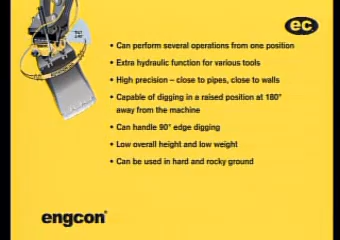 ec
• Can perform several operations from one position
• Extra hydraulic function for various tools
• High precision – close to pipes, close to walls
• Capable of digging in a raised position at 180°
away from the machine
• Can handle 90° edge digging
• Low overall height and low weight
• Can be used in hard and rocky ground
engcon®